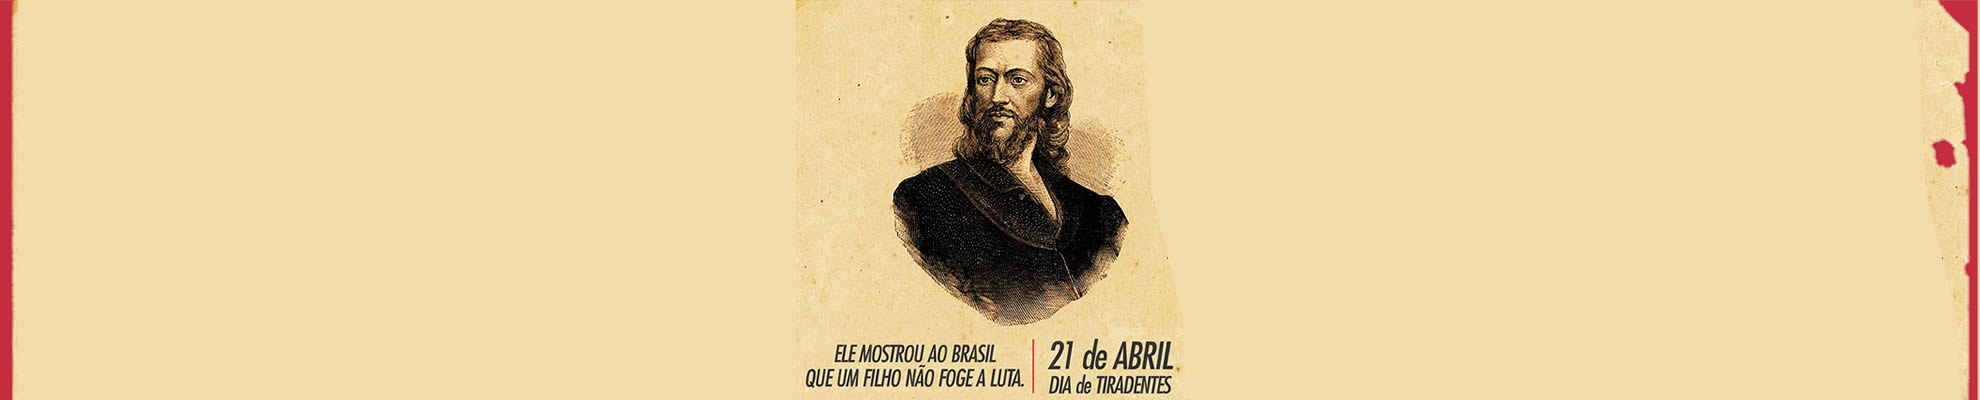 ELE MOSTROU AO BRASIL
QUE UM FILHO NÃO FOGE A LUTA.
21 de ABRIL
DIA de TIRADENTES